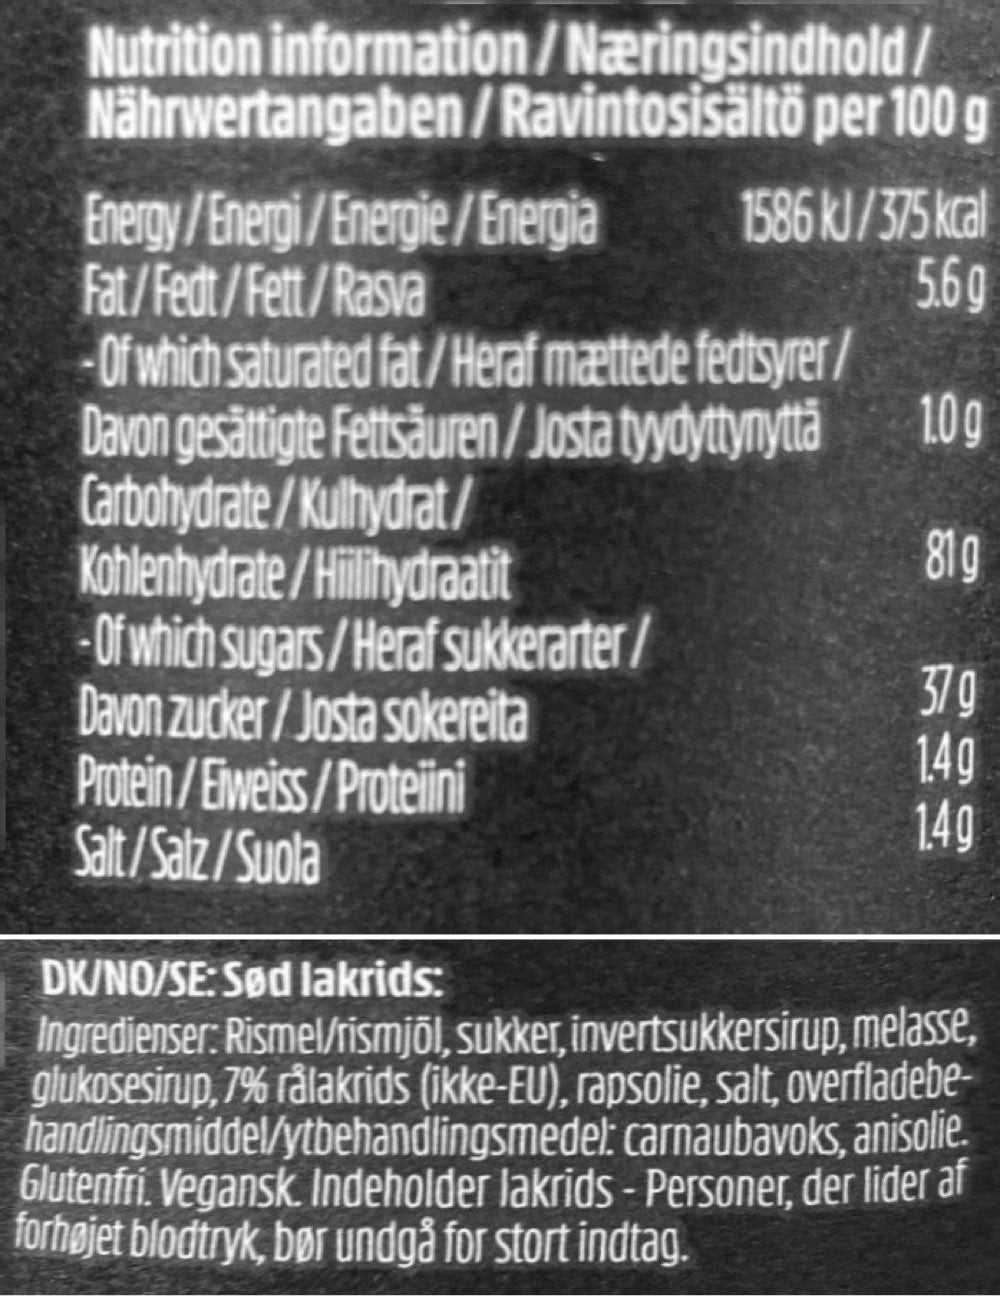 Nutrition information / Næringsindhold /
Nährwertangaben / Ravintosisältö per 100 g
Energy / Energi / Energie / Energia 1586 kJ / 375 kcal
Fat / Fedt / Fett / Rasva 5.6 g
- Of which saturated fat / Heraf mættede fedtsyrer /
Davon gesättigte Fettsäuren / Josta tyydyttynyttä 1.0 g
Carbohydrate / Kulhydrat /
Kohlenhydrate / Hiilihydraatit 81 g
- Of which sugars / Heraf sukkerarter /
Davon zucker / Josta sokereita 37 g
Protein / Eiweiss / Proteiini 1.4 g
Salt / Salz / Suola 1.4 g
DK/NO/SE: Sød lakrids:
Ingredienser: Rismel/rismjöl, sukker, invertsukkersirup, melasse,
glukosesirup, 7% rålakrids (ikke-EU), rapsolie, salt, overfladebe-
handlingsmiddel/ytbehandlingsmedel: carnaubavoks, anisolie.
Glutenfri. Vegansk. Indeholder lakrids - Personer, der lider af
forhøjet blodtryk, bør undgå for stort indtag.